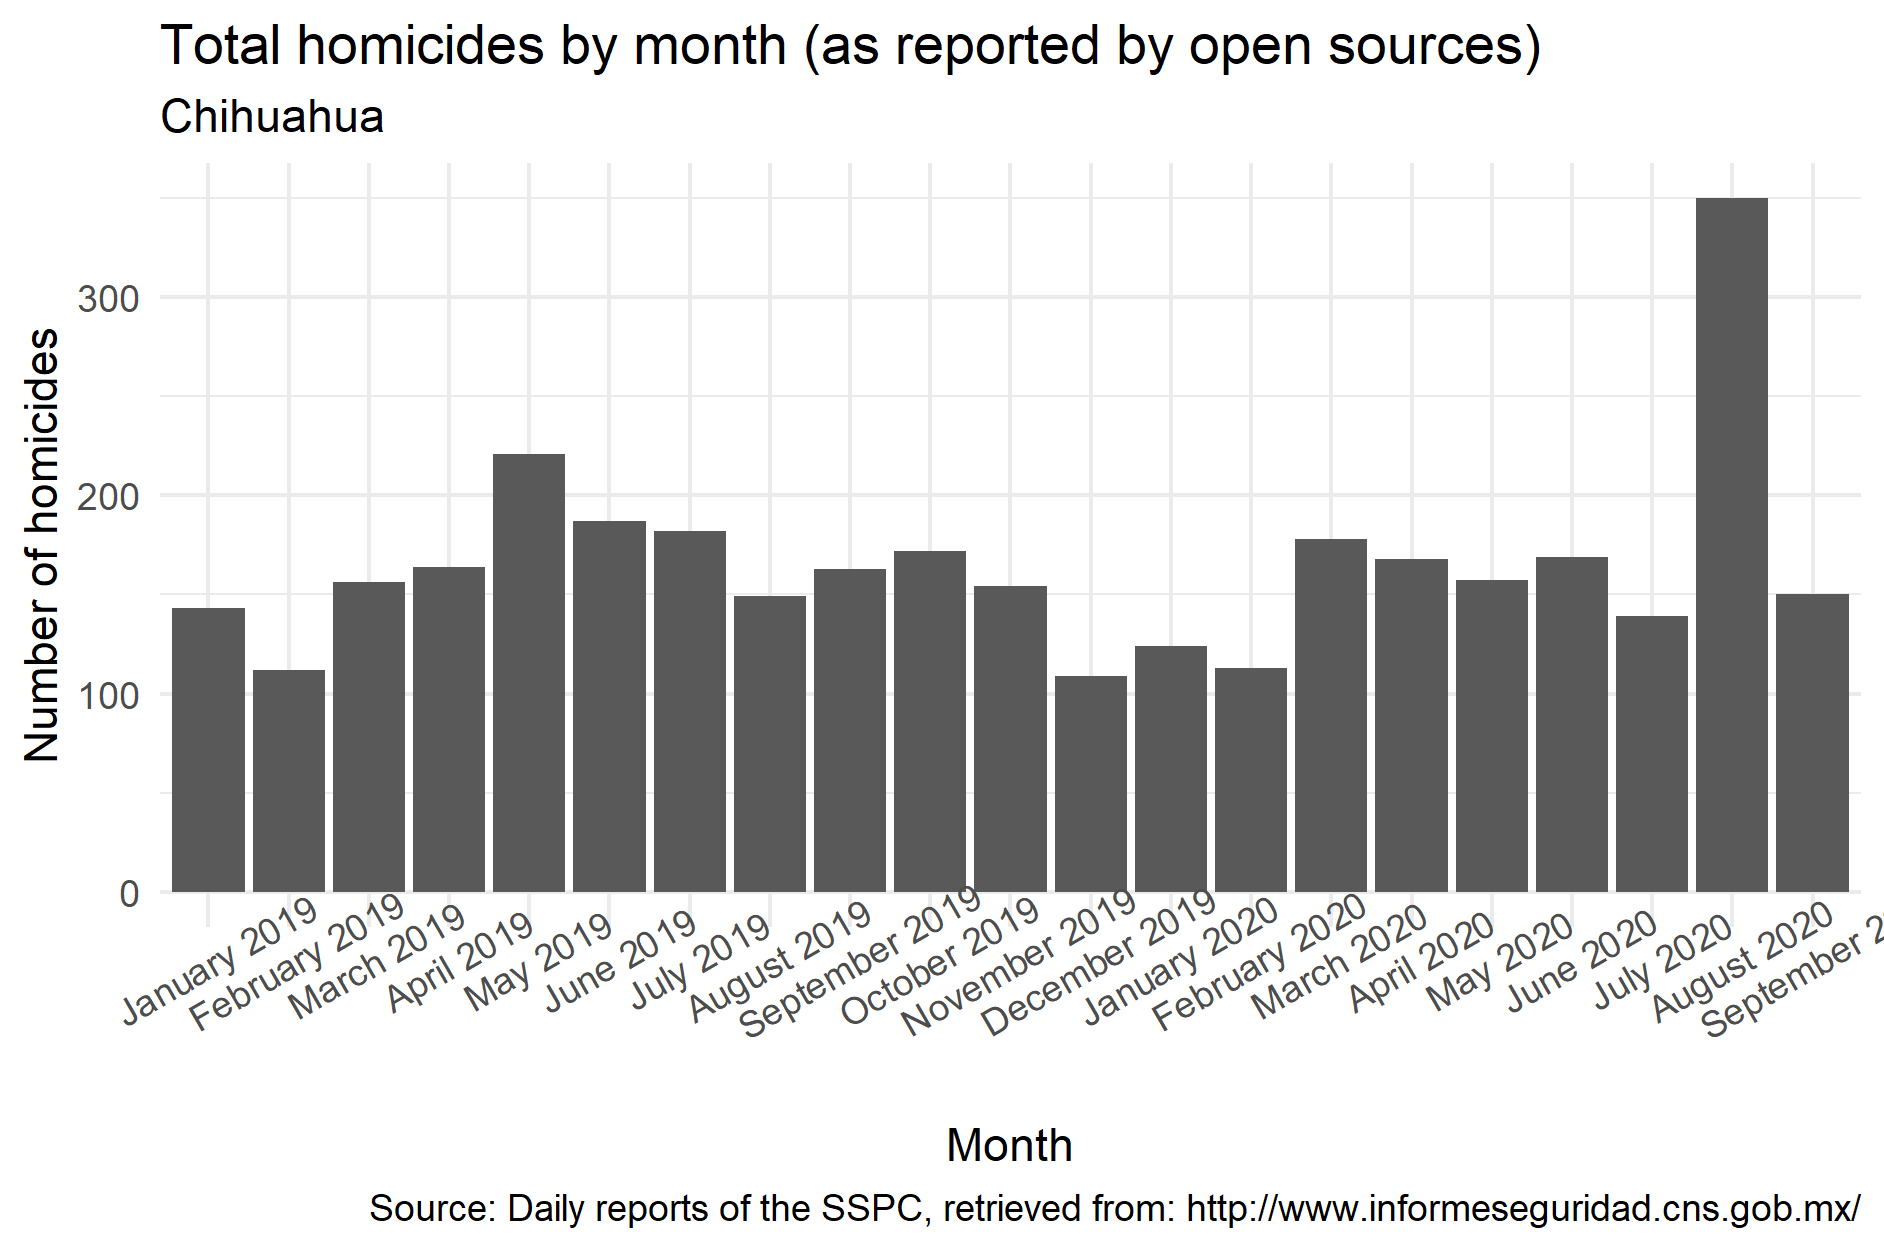 Total homicides by month (as reported by open sources)
Chihuahua
Number of homicides
300
200
100
0
January 2019
February 2019
March 2019
April 2019
May 2019
June 2019
July 2019
August 2019
September 2019
October 2019
November 2019
December 2019
January 2020
February 2020
March 2020
April 2020
May 2020
June 2020
July 2020
August 2020
September 2
Month
Source: Daily reports of the SSPC, retrieved from: http://www.informeseguridad.cns.gob.mx/